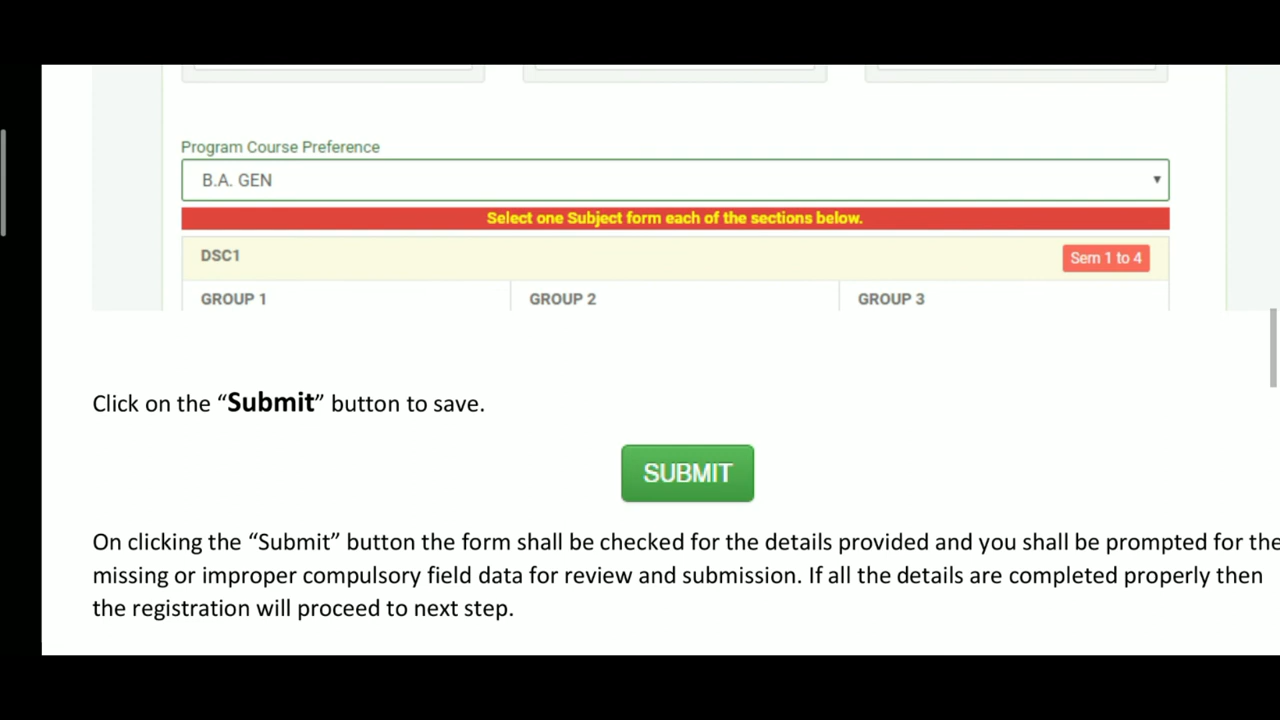 Program Course Preference
B.A. GEN
Select one Subject form each of the sections below.
DSC1
Sem 1 to 4
GROUP 1 GROUP 2 GROUP 3
Click on the “Submit” button to save.
SUBMIT
On clicking the “Submit” button the form shall be checked for the details provided and you shall be prompted for the
missing or improper compulsory field data for review and submission. If all the details are completed properly then
the registration will proceed to next step.